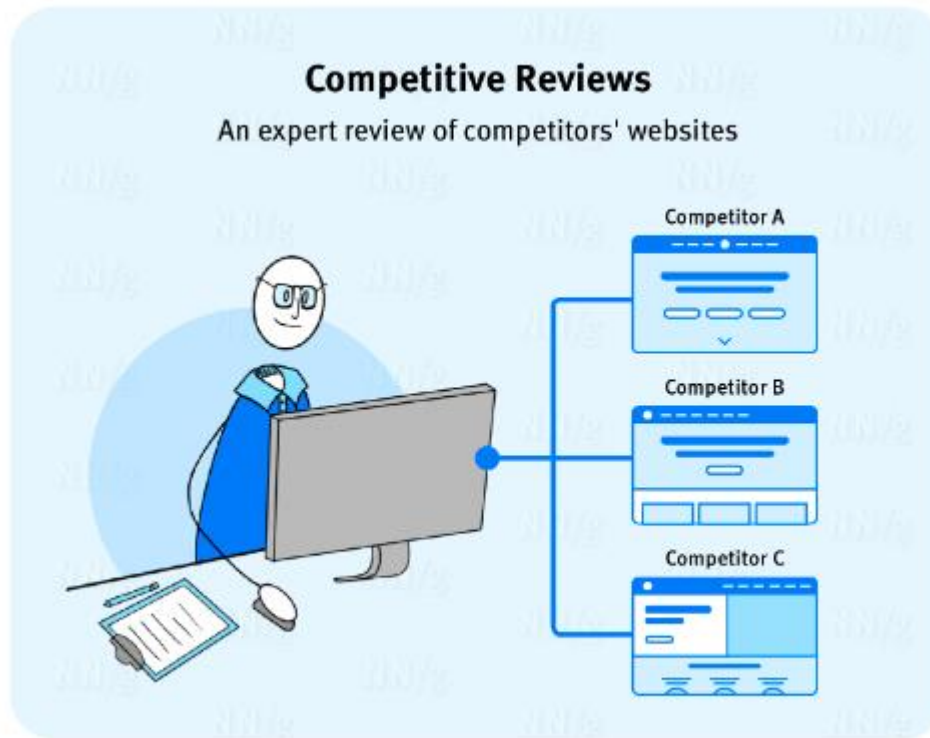 Competitive Reviews
An expert review of competitors' websites
Competitor A
Competitor B
Competitor C